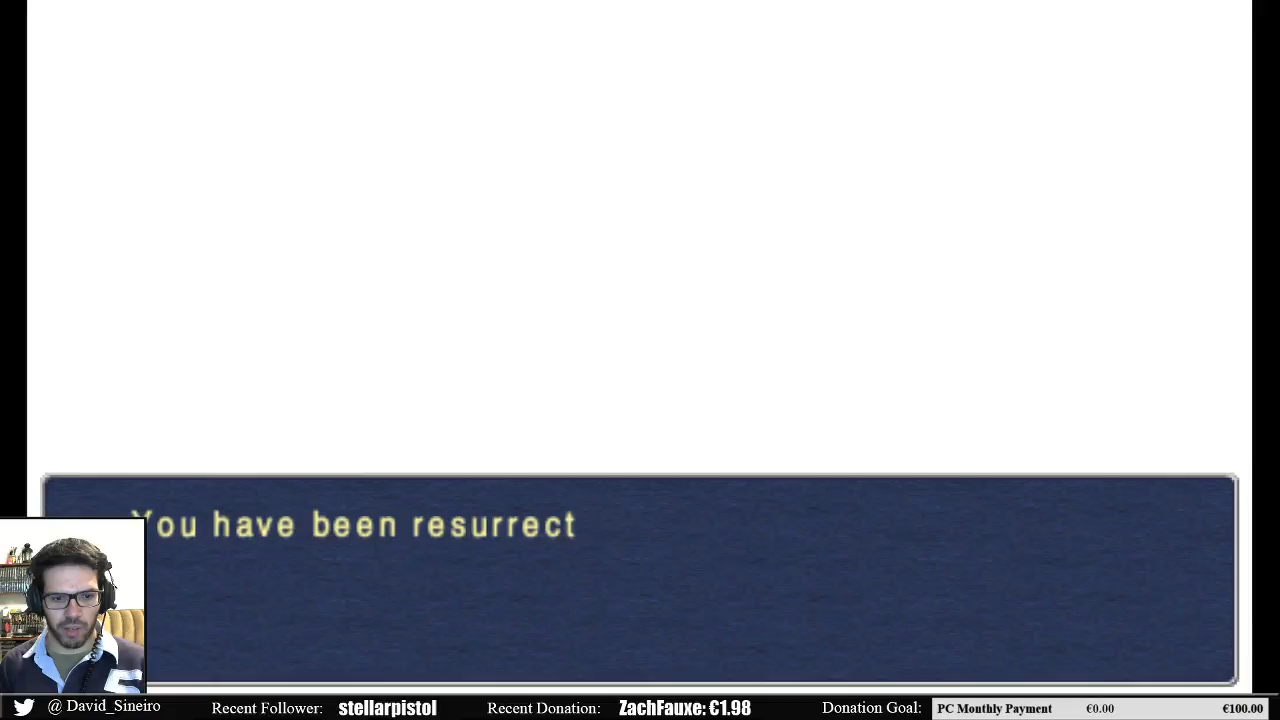 You have been resurrect
@ David_Sineiro
Recent Follower: stellarpistol
Recent Donation: ZachFauxe: €1.98
Donation Goal: PC Monthly Payment €0.00 €100.00